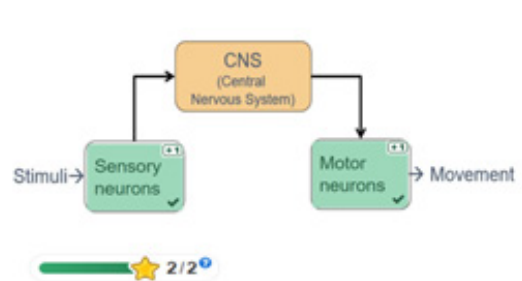 CNS
(Central
Nervous System)
+1
Sensory
neurons
Stimuli
+1
Motor
neurons
Movement
2/2
?